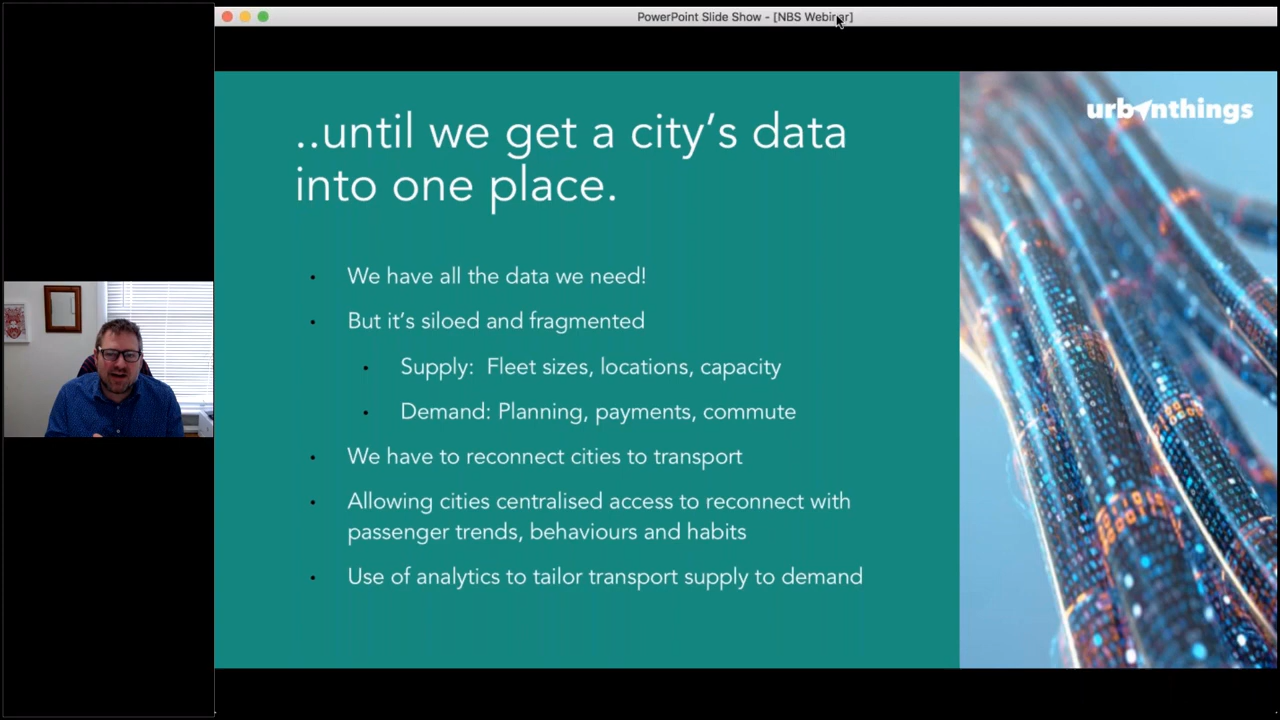 PowerPoint Slide Show - [NBS Webinar]
urbanthings
..until we get a city's data
into one place.
• We have all the data we need!
• But it's siloed and fragmented
• Supply:  Fleet sizes, locations, capacity
• Demand: Planning, payments, commute
• We have to reconnect cities to transport
• Allowing cities centralised access to reconnect with
passenger trends, behaviours and habits
• Use of analytics to tailor transport supply to demand